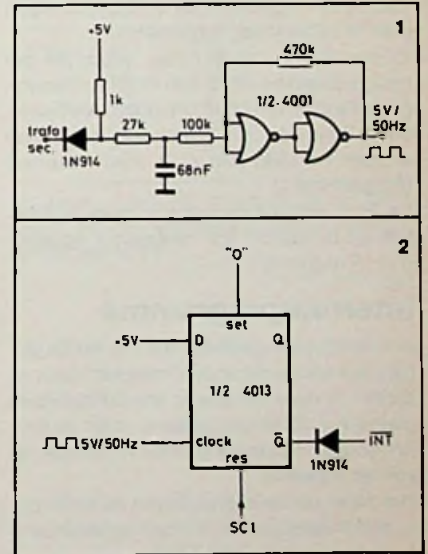 1
+5V
470k
1k
1/2·4001
trafo
sec.
27k
100k
5V/
50Hz
1N914
68nF
2
"0"
set
-5V
D
Q
1/2 4013
5V/50Hz
clock
Q̅
I̅N̅T̅
res
1N914
SC1